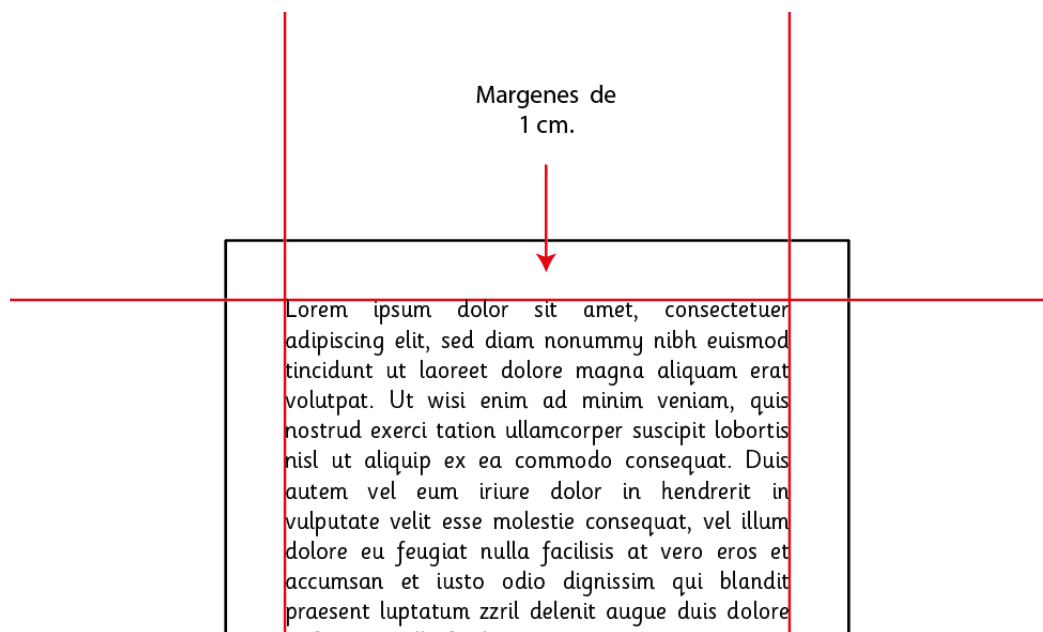 Margenes de
1 cm.
Lorem ipsum dolor sit amet, consectetuer
adipiscing elit, sed diam nonummy nibh euismod
tincidunt ut laoreet dolore magna aliquam erat
volutpat. Ut wisi enim ad minim veniam, quis
nostrud exerci tation ullamcorper suscipit lobortis
nisl ut aliquip ex ea commodo consequat. Duis
autem vel eum iriure dolor in hendrerit in
vulputate velit esse molestie consequat, vel illum
dolore eu feugiat nulla facilisis at vero eros et
accumsan et iusto odio dignissim qui blandit
praesent luptatum zzril delenit augue duis dolore